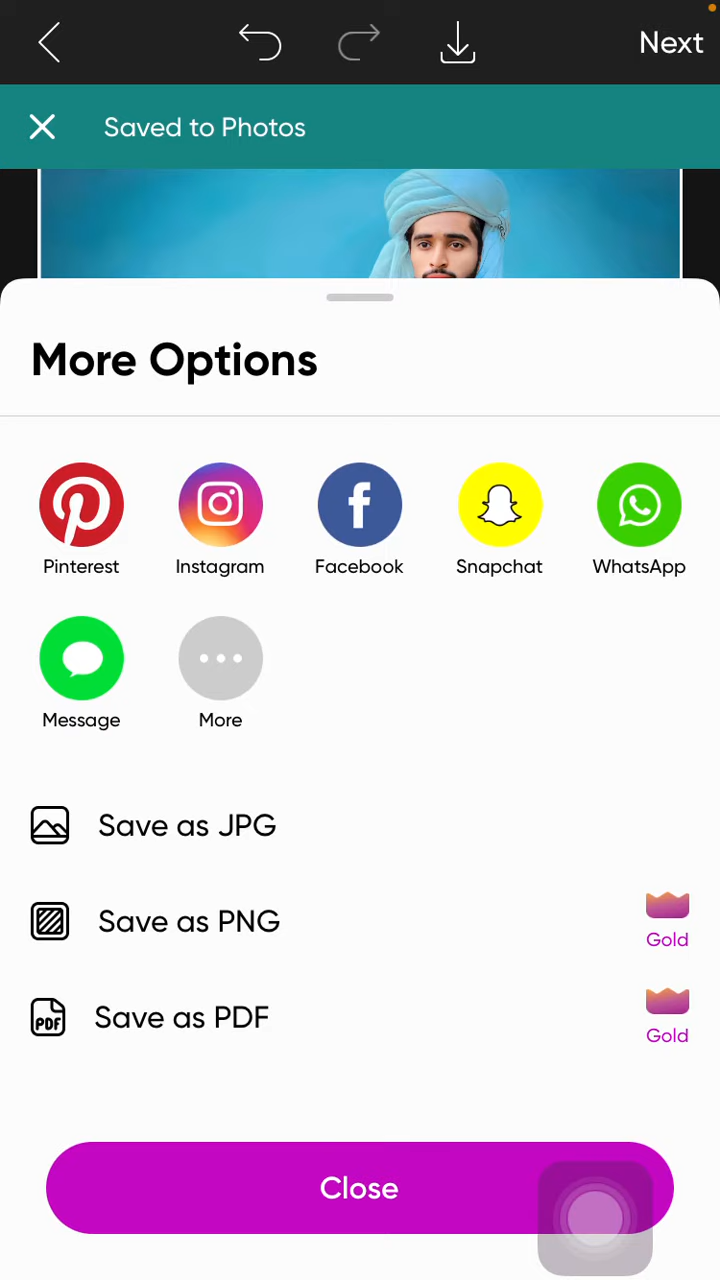 Next
Saved to Photos
More Options
Pinterest Instagram Facebook Snapchat WhatsApp
Message More
Save as JPG
Save as PNG
Gold
PDF
Save as PDF
Gold
Close